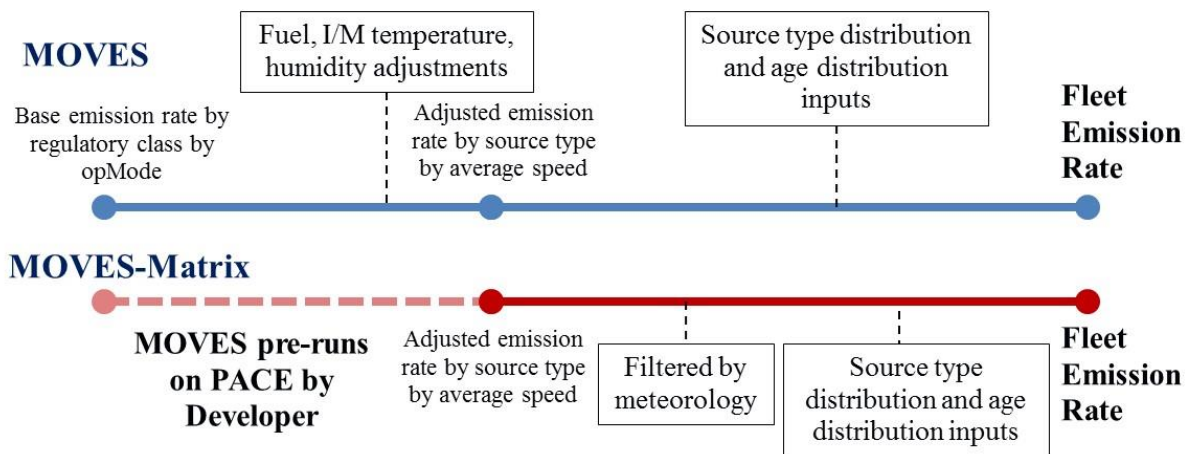 MOVES
Base emission rate by
regulatory class by
opMode
Fuel, I/M temperature,
humidity adjustments
Adjusted emission
rate by source type
by average speed
Source type distribution
and age distribution
inputs
Fleet
Emission
Rate
MOVES-Matrix
MOVES pre-runs
on PACE by
Developer
Adjusted emission
rate by source type
by average speed
Filtered by
meteorology
Source type
distribution and age
distribution inputs
Fleet
Emission
Rate